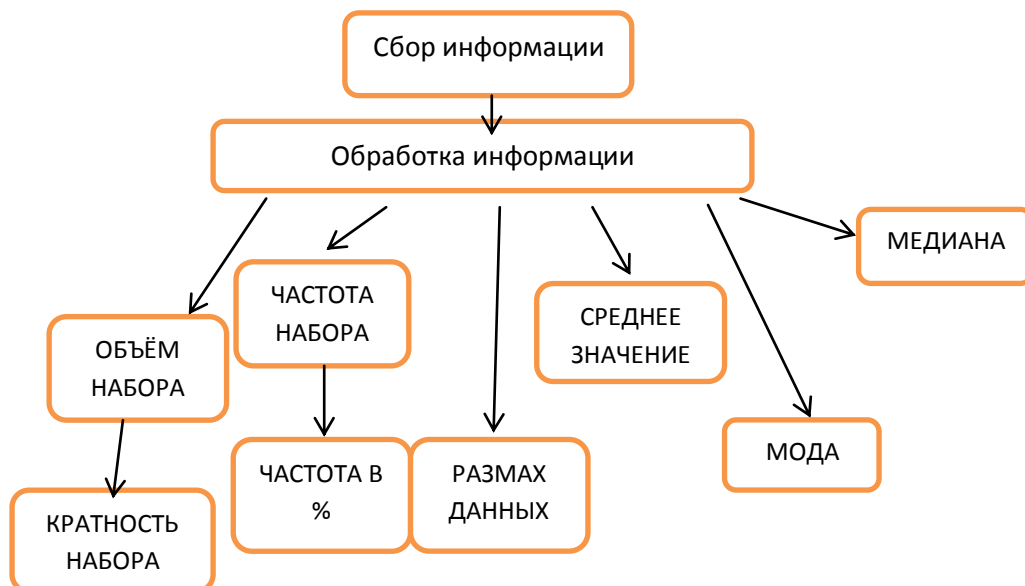 Сбор информации
Обработка информации
МЕДИАНА
ЧАСТОТА
НАБОРА
СРЕДНЕЕ
ЗНАЧЕНИЕ
ОБЪЁМ
НАБОРА
МОДА
ЧАСТОТА В
%
РАЗМАХ
ДАННЫХ
КРАТНОСТЬ
НАБОРА